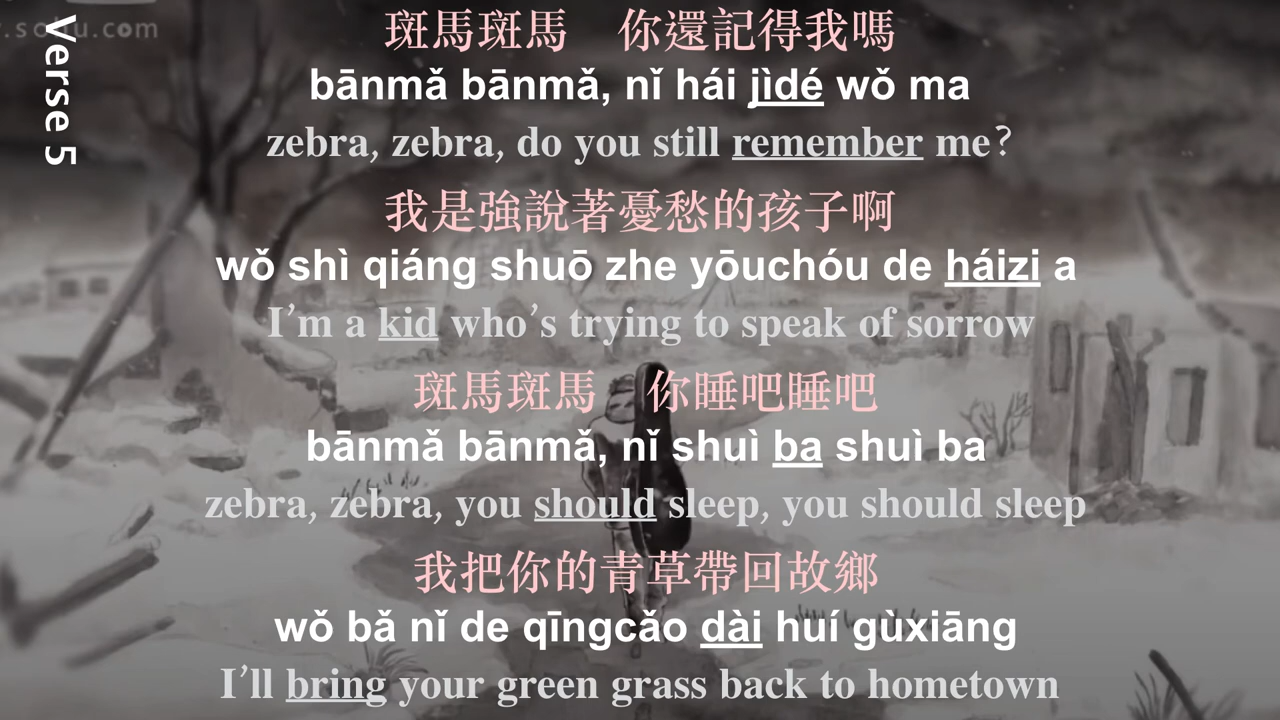 .sohu.com
Verse 5
斑馬斑馬　你還記得我嗎
bānmǎ bānmǎ, nǐ hái jìdé wǒ ma
zebra, zebra, do you still remember me?
我是強說著憂愁的孩子啊
wǒ shì qiáng shuō zhe yōuchóu de háizi a
I'm a kid who's trying to speak of sorrow
斑馬斑馬　你睡吧睡吧
bānmǎ bānmǎ, nǐ shuì ba shuì ba
zebra, zebra, you should sleep, you should sleep
我把你的青草帶回故鄉
wǒ bǎ nǐ de qīngcǎo dài huí gùxiāng
I'll bring your green grass back to hometown